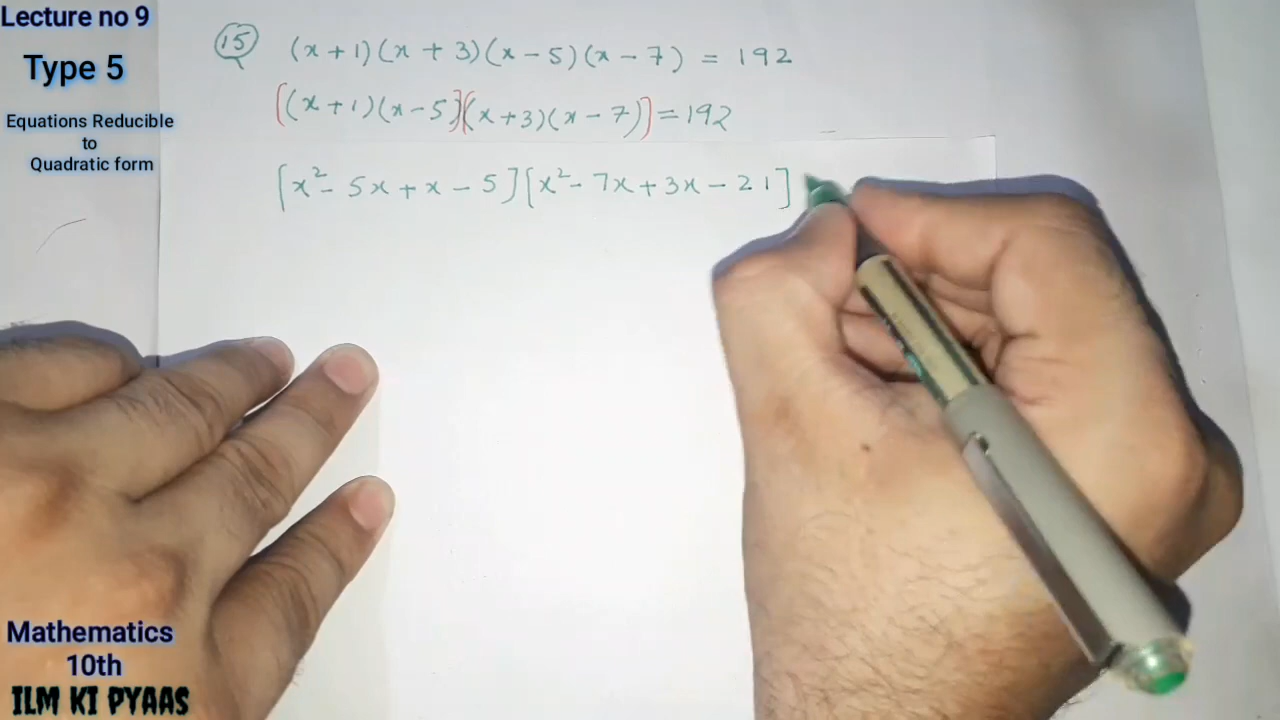 Lecture no 9
Type 5
Equations Reducible
to
Quadratic form
15 (x + 1)(x + 3)(x - 5)(x - 7) = 192
[(x + 1)(x - 5][(x + 3)(x - 7)] = 192
[x² - 5x + x - 5][x² - 7x + 3x - 21]
Mathematics
10th
ILM KI PYAAS